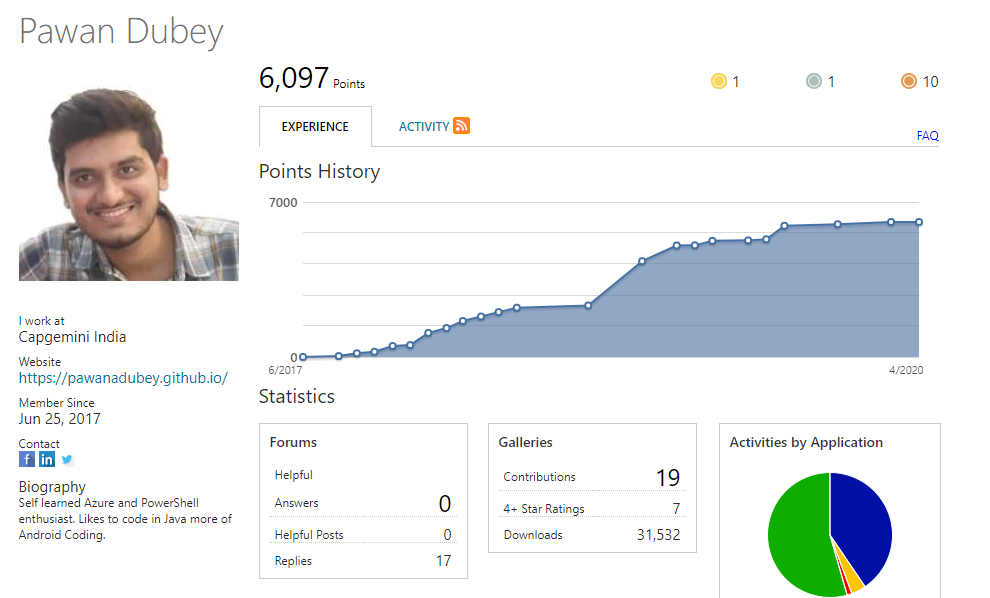 Pawan Dubey
6,097 Points
1
1
10
EXPERIENCE
ACTIVITY
FAQ
Points History
7000
0
6/2017
4/2020
I work at
Capgemini India
Website
https://pawanadubey.github.io/
Member Since
Jun 25, 2017
Contact
f in
Biography
Self learned Azure and PowerShell
enthusiast. Likes to code in Java more of
Android Coding.
Statistics
Forums
Helpful
Answers 0
Helpful Posts 0
Replies 17
Galleries
Contributions 19
4+ Star Ratings 7
Downloads 31,532
Activities by Application